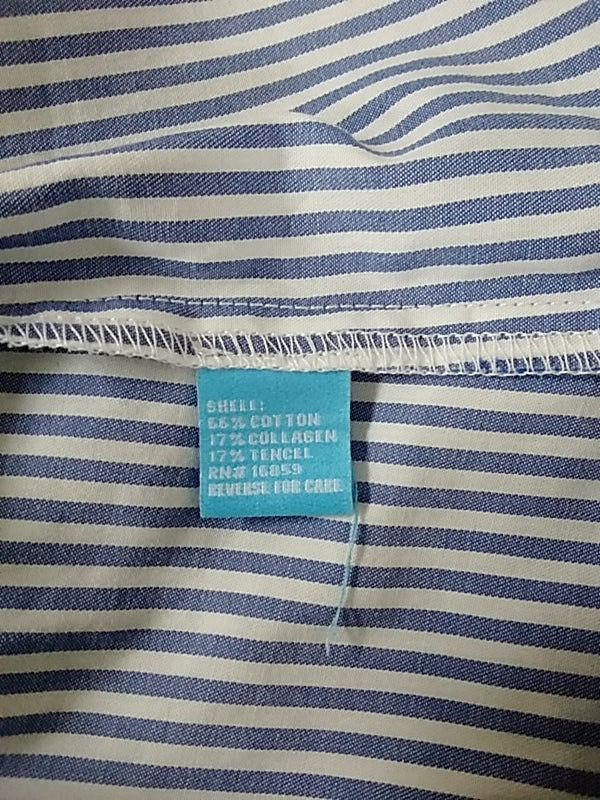 SHELL:
66% COTTON
17% COLLAGEN
17% TENCEL
RN# 16859
REVERSE FOR CARE